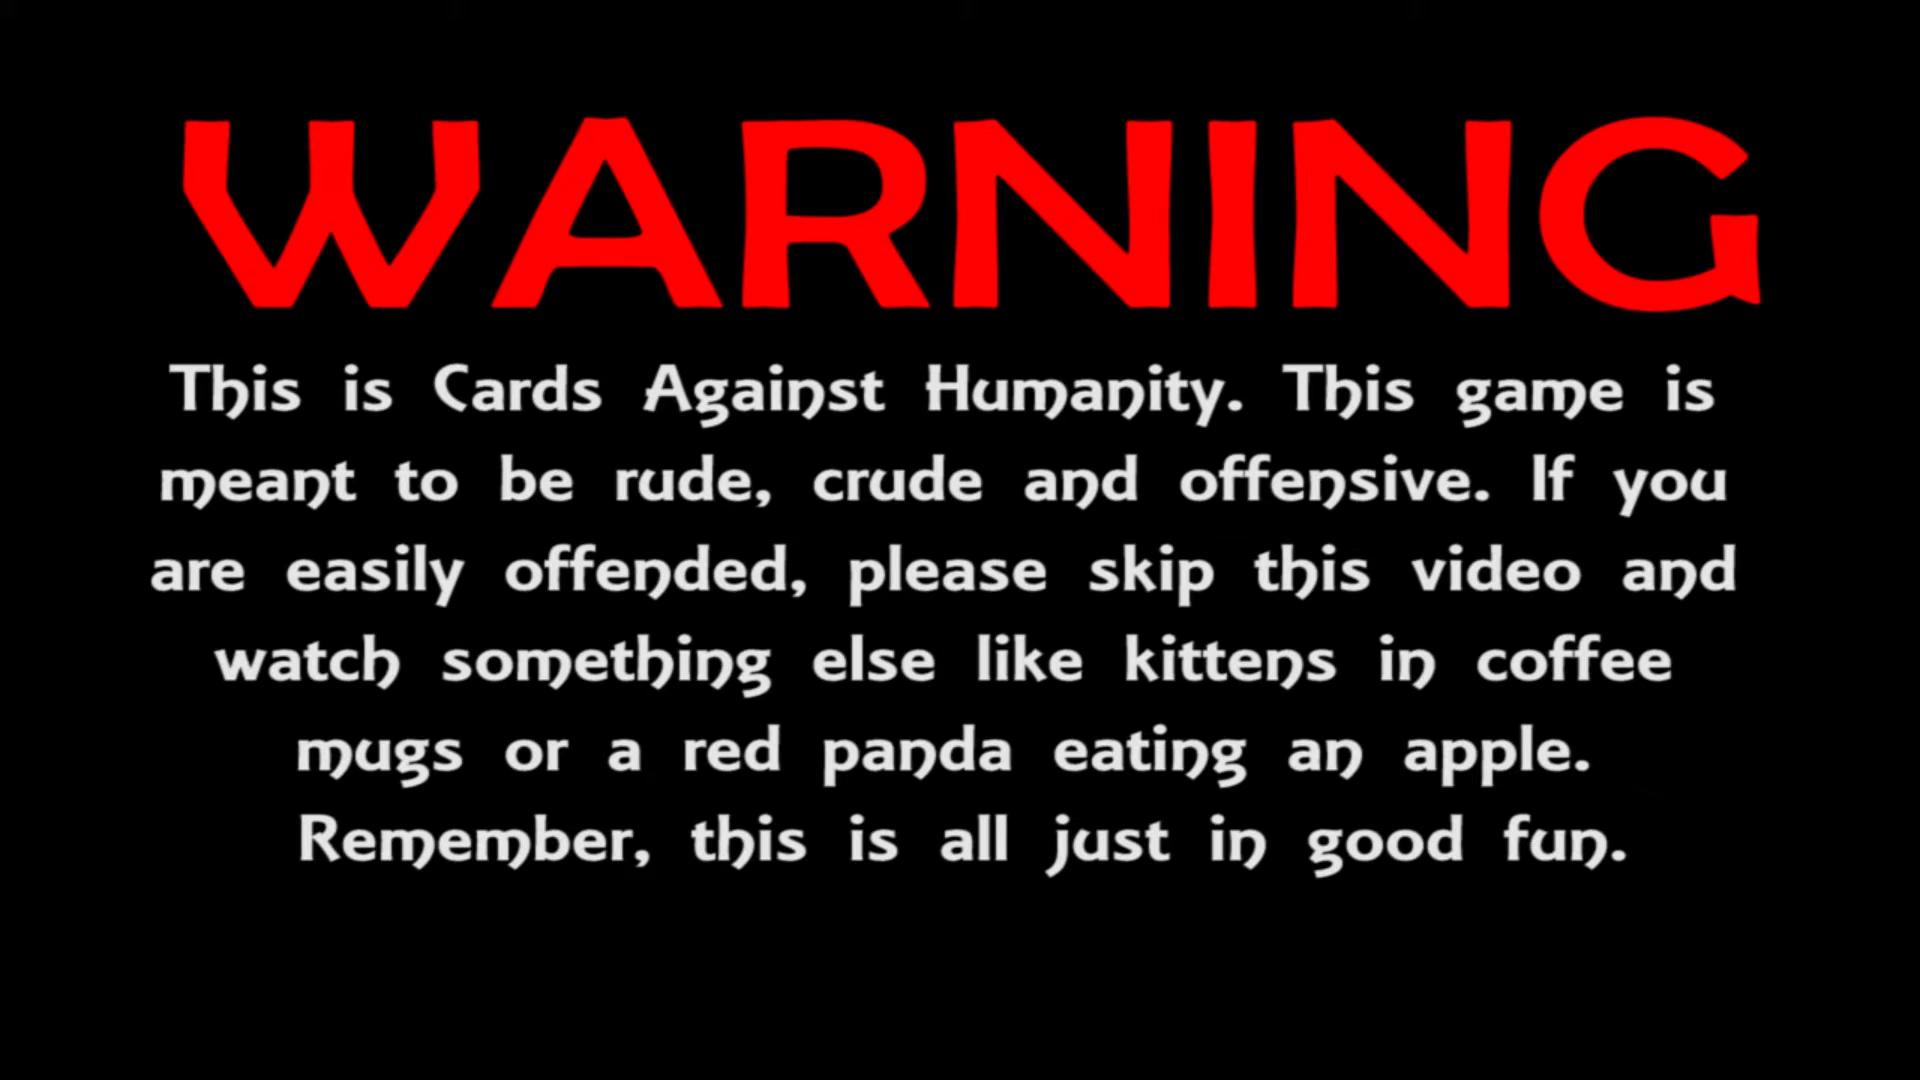 WARNING
This is Cards Against Humanity. This game is
meant to be rude, crude and offensive. If you
are easily offended, please skip this video and
watch something else like kittens in coffee
mugs or a red panda eating an apple.
Remember, this is all just in good fun.